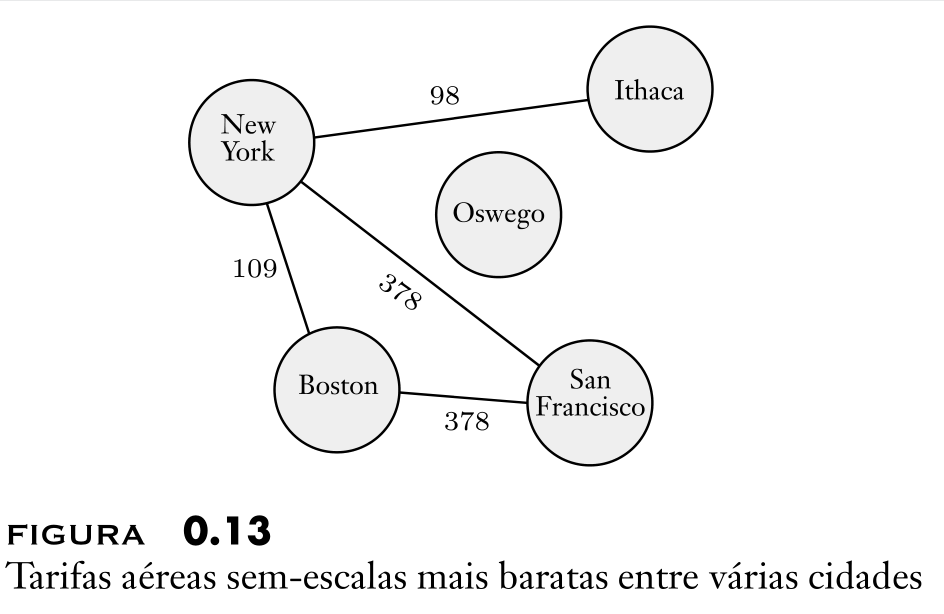 98
Ithaca
New
York
Oswego
109
378
Boston
San
Francisco
378
FIGURA 0.13
Tarifas aéreas sem-escalas mais baratas entre várias cidades